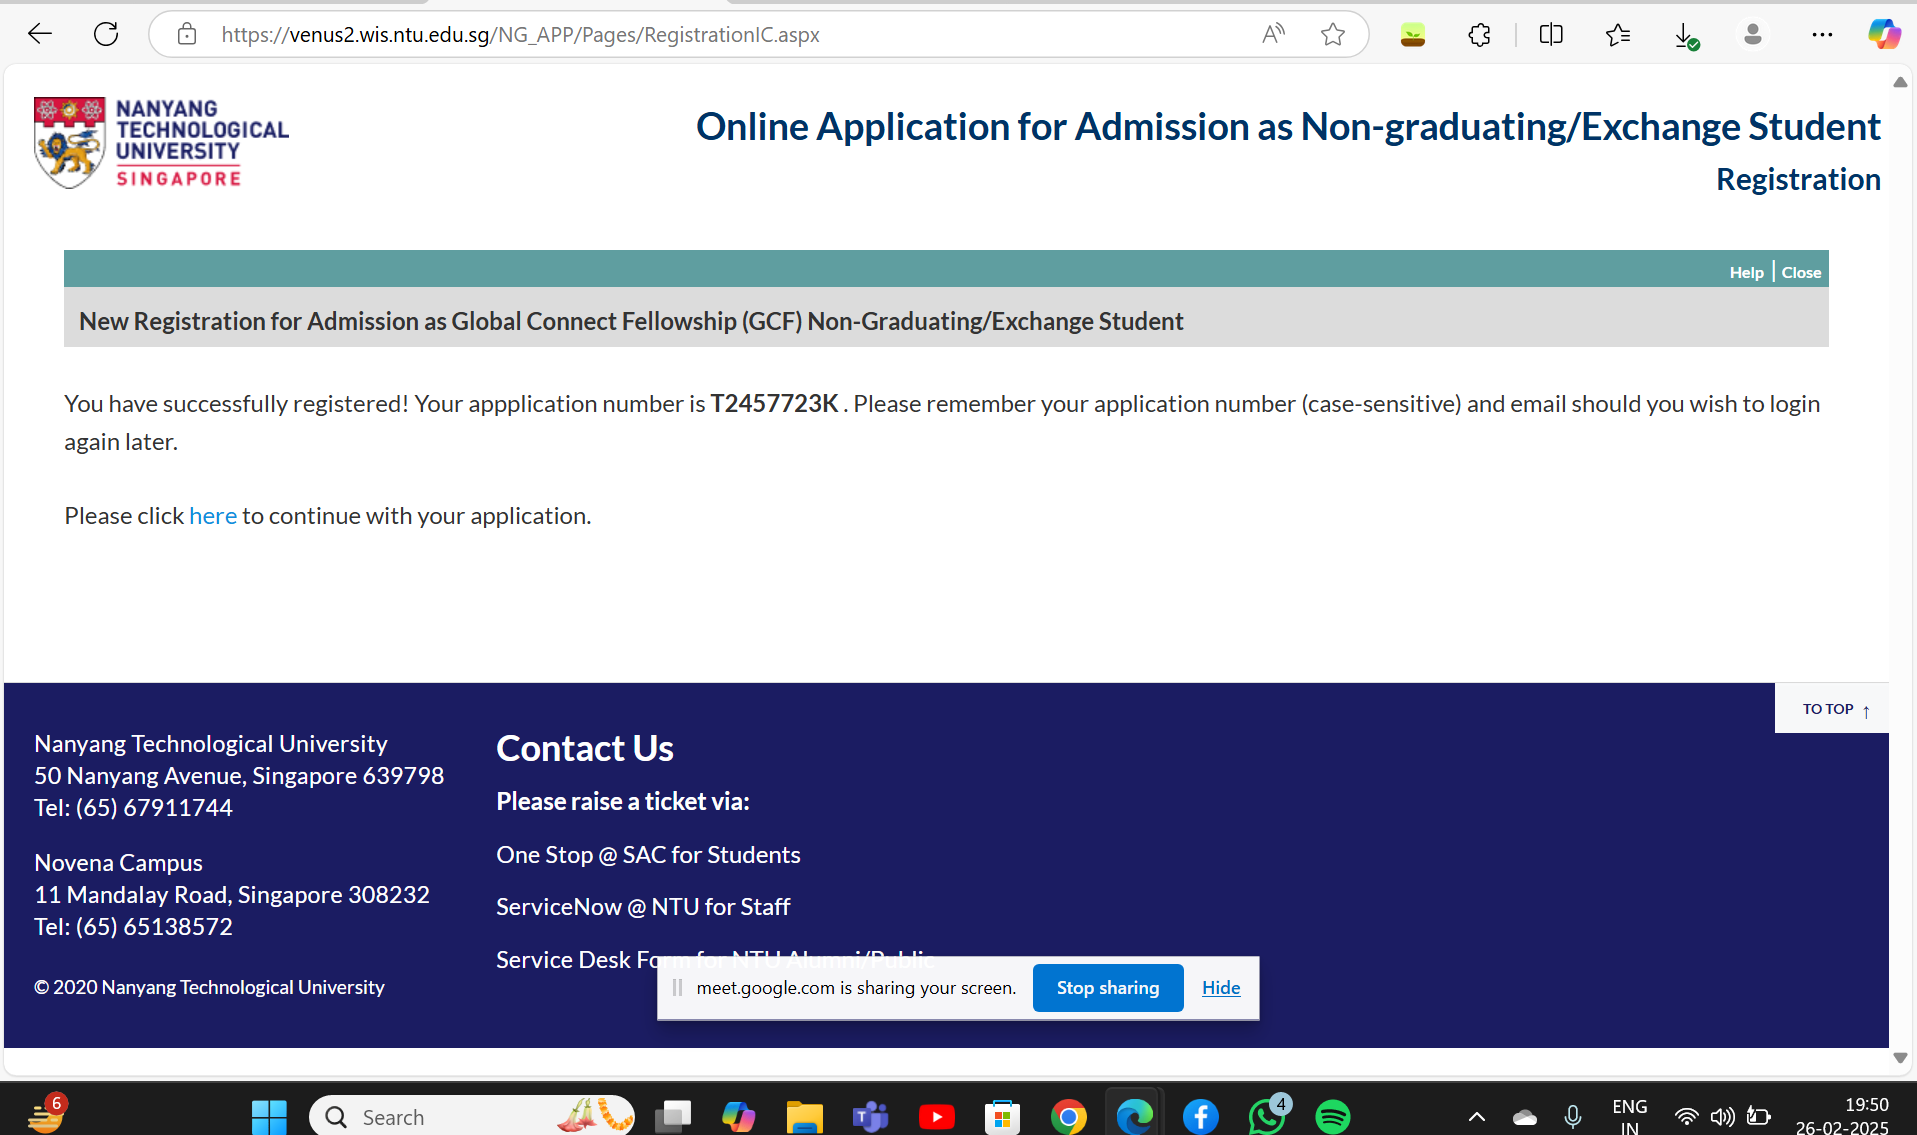 https://venus2.wis.ntu.edu.sg/NG_APP/Pages/RegistrationIC.aspx
NANYANG
TECHNOLOGICAL
UNIVERSITY
SINGAPORE
Online Application for Admission as Non-graduating/Exchange Student
Registration
Help | Close
New Registration for Admission as Global Connect Fellowship (GCF) Non-Graduating/Exchange Student
You have successfully registered! Your appplication number is T2457723K . Please remember your application number (case-sensitive) and email should you wish to login
again later.
Please click here to continue with your application.
TO TOP ↑
Nanyang Technological University
50 Nanyang Avenue, Singapore 639798
Tel: (65) 67911744
Novena Campus
11 Mandalay Road, Singapore 308232
Tel: (65) 65138572
© 2020 Nanyang Technological University
Contact Us
Please raise a ticket via:
One Stop @ SAC for Students
ServiceNow @ NTU for Staff
Service Desk Form for NTU Alumni/Public
meet.google.com is sharing your screen.
Stop sharing
Hide
6
Search
4
ENG
IN
19:50
26-02-2025